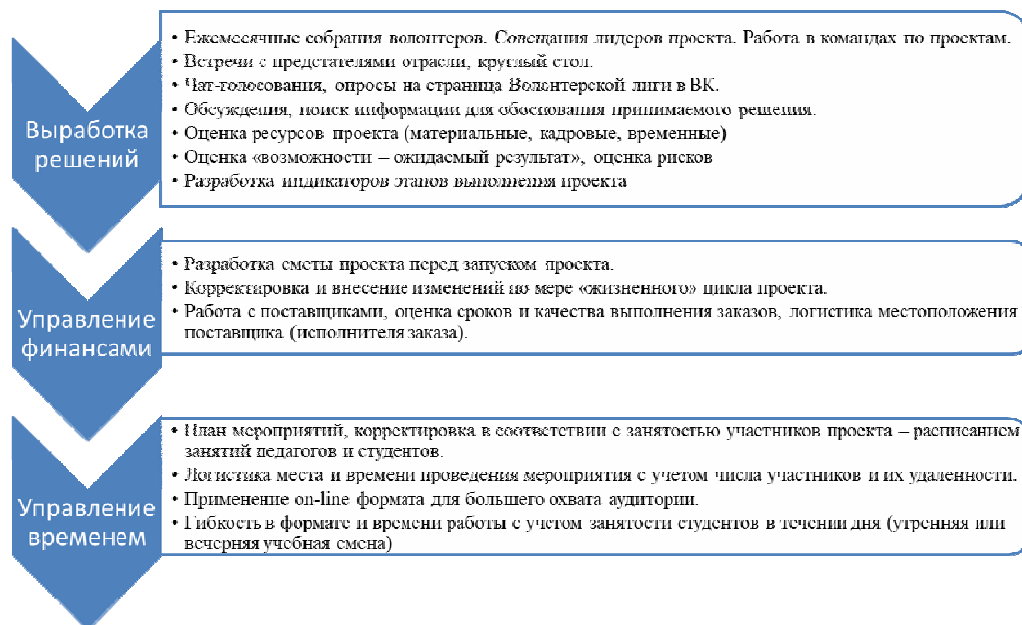 Выработка
решений
• Ежемесячные собрания волонтеров. Совещания лидеров проекта. Работа в командах по проектам.
• Встречи с предстателями отрасли, круглый стол.
• Чат-голосования, опросы на страница Волонтерской лиги в ВК.
• Обсуждения, поиск информации для обоснования принимаемого решения.
• Оценка ресурсов проекта (материальные, кадровые, временные)
• Оценка «возможности – ожидаемый результат», оценка рисков
• Разработка индикаторов этапов выполнения проекта
Управление
финансами
• Разработка сметы проекта перед запуском проекта.
• Корректировка и внесение изменений по мере «жизненного» цикла проекта.
• Работа с поставщиками, оценка сроков и качества выполнения заказов, логистика местоположения
поставщика (исполнителя заказа).
Управление
временем
• План мероприятий, корректировка в соответствии с занятостью участников проекта – расписанием
занятий педагогов и студентов.
• Логистика места и времени проведения мероприятия с учетом числа участников и их удаленности.
• Применение on-line формата для большего охвата аудитории.
• Гибкость в формате и времени работы с учетом занятости студентов в течении дня (утренняя или
вечерняя учебная смена)